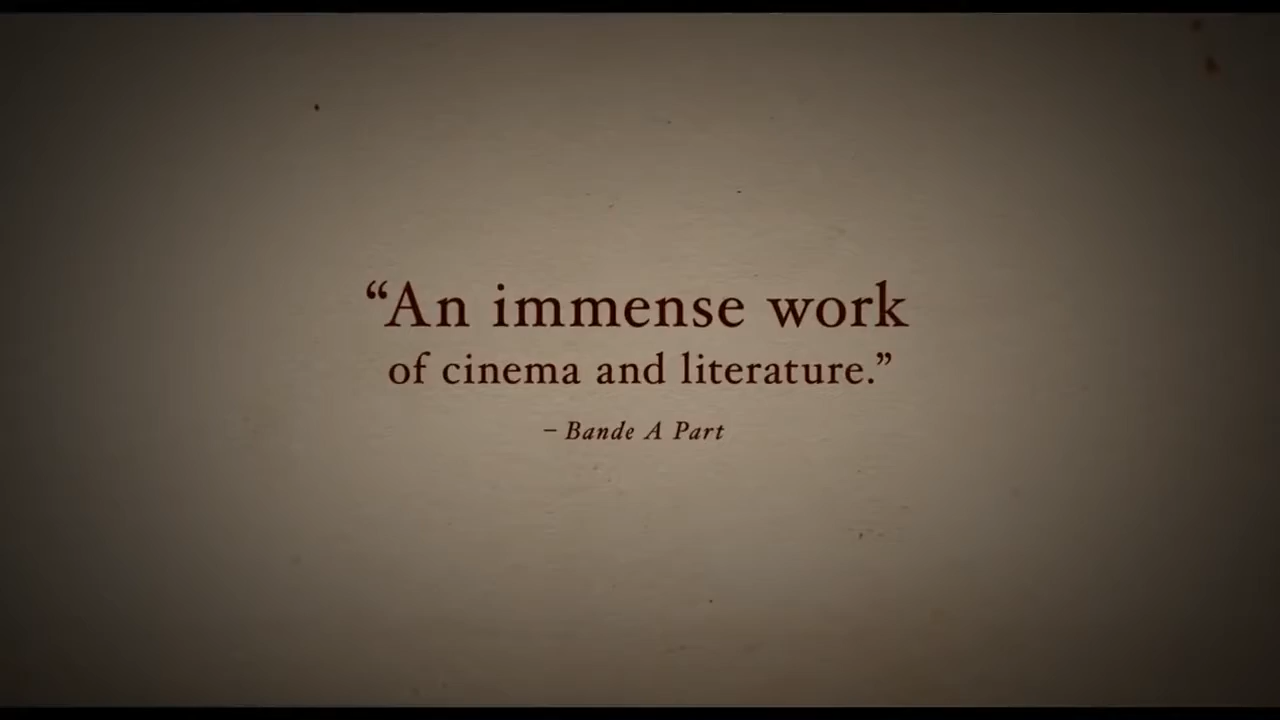 “An immense work
of cinema and literature.”
– Bande A Part